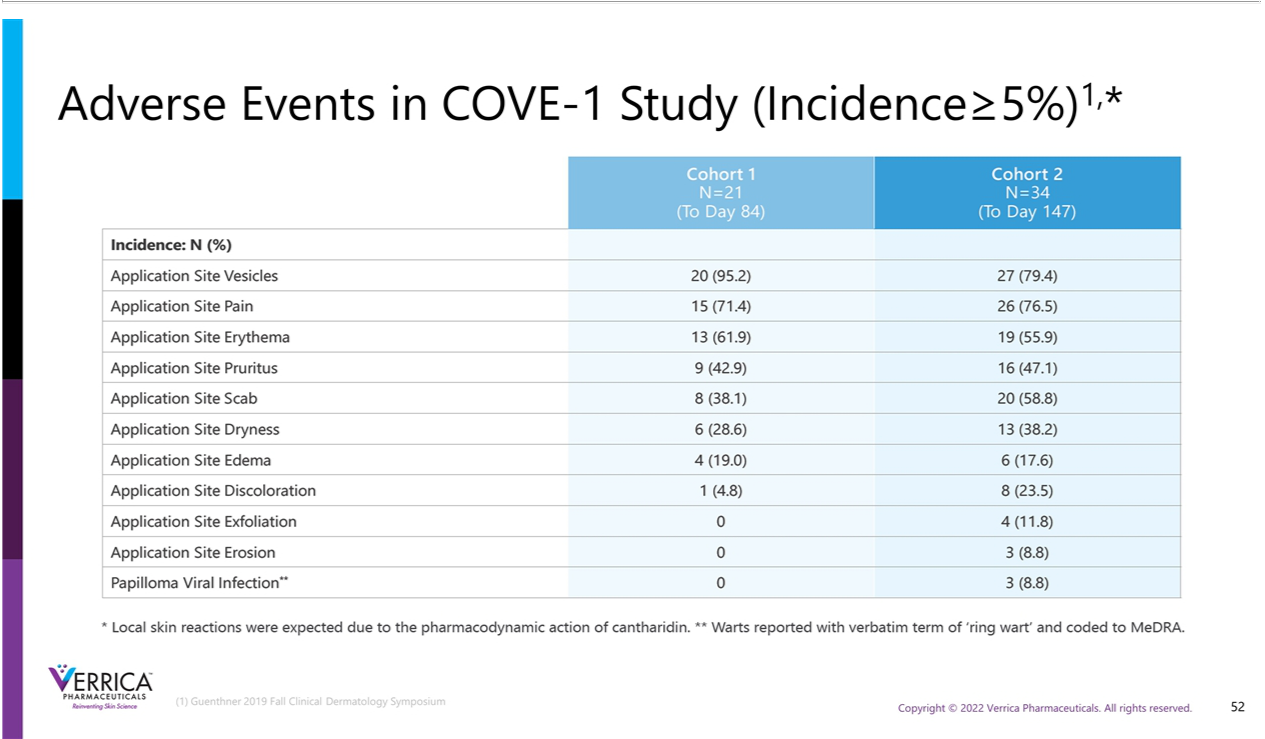 Adverse Events in COVE-1 Study (Incidence≥5%)1,*
Cohort 1
N=21
(To Day 84)
Cohort 2
N=34
(To Day 147)
Incidence: N (%)
Application Site Vesicles 20 (95.2) 27 (79.4)
Application Site Pain 15 (71.4) 26 (76.5)
Application Site Erythema 13 (61.9) 19 (55.9)
Application Site Pruritus 9 (42.9) 16 (47.1)
Application Site Scab 8 (38.1) 20 (58.8)
Application Site Dryness 6 (28.6) 13 (38.2)
Application Site Edema 4 (19.0) 6 (17.6)
Application Site Discoloration 1 (4.8) 8 (23.5)
Application Site Exfoliation 0 4 (11.8)
Application Site Erosion 0 3 (8.8)
Papilloma Viral Infection** 0 3 (8.8)
* Local skin reactions were expected due to the pharmacodynamic action of cantharidin. ** Warts reported with verbatim term of ‘ring wart’ and coded to MeDRA.
VERRICA™
PHARMACEUTICALS
Reinventing Skin Science
(1) Guenthner 2019 Fall Clinical Dermatology Symposium
Copyright © 2022 Verrica Pharmaceuticals. All rights reserved.
52